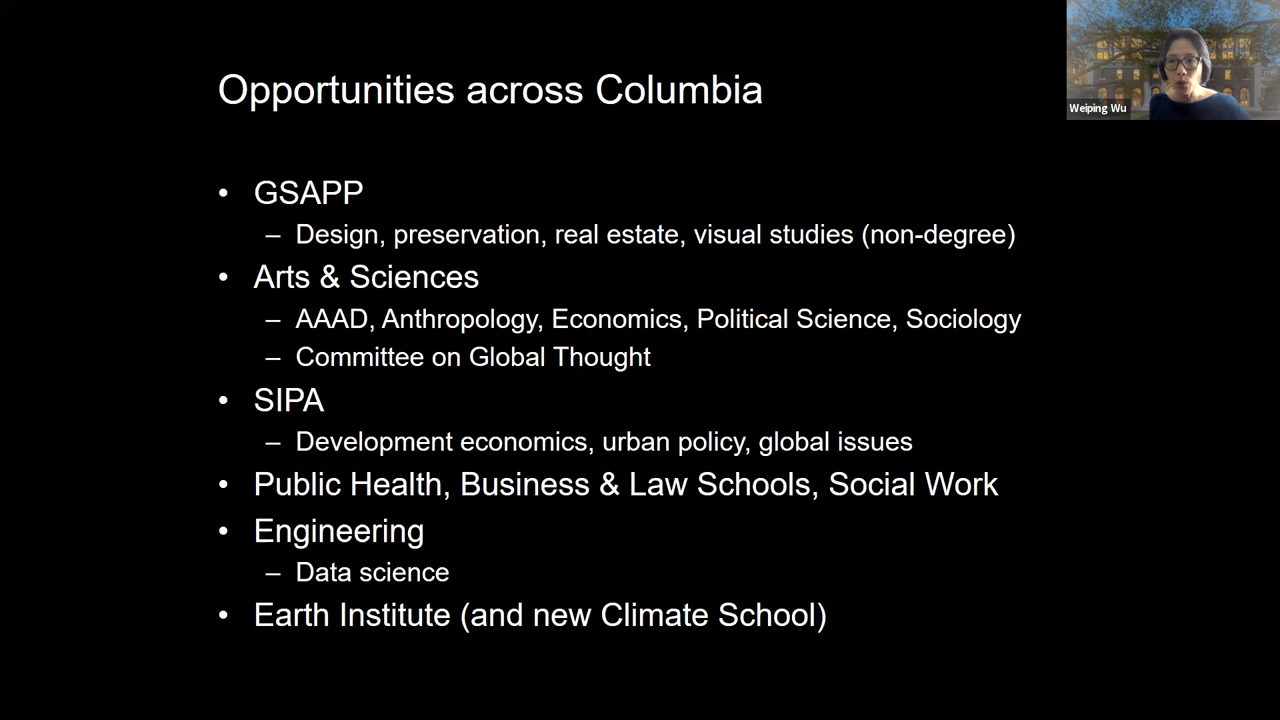 Opportunities across Columbia
Weiping Wu
• GSAPP
– Design, preservation, real estate, visual studies (non-degree)
• Arts & Sciences
– AAAD, Anthropology, Economics, Political Science, Sociology
– Committee on Global Thought
• SIPA
– Development economics, urban policy, global issues
• Public Health, Business & Law Schools, Social Work
• Engineering
– Data science
• Earth Institute (and new Climate School)